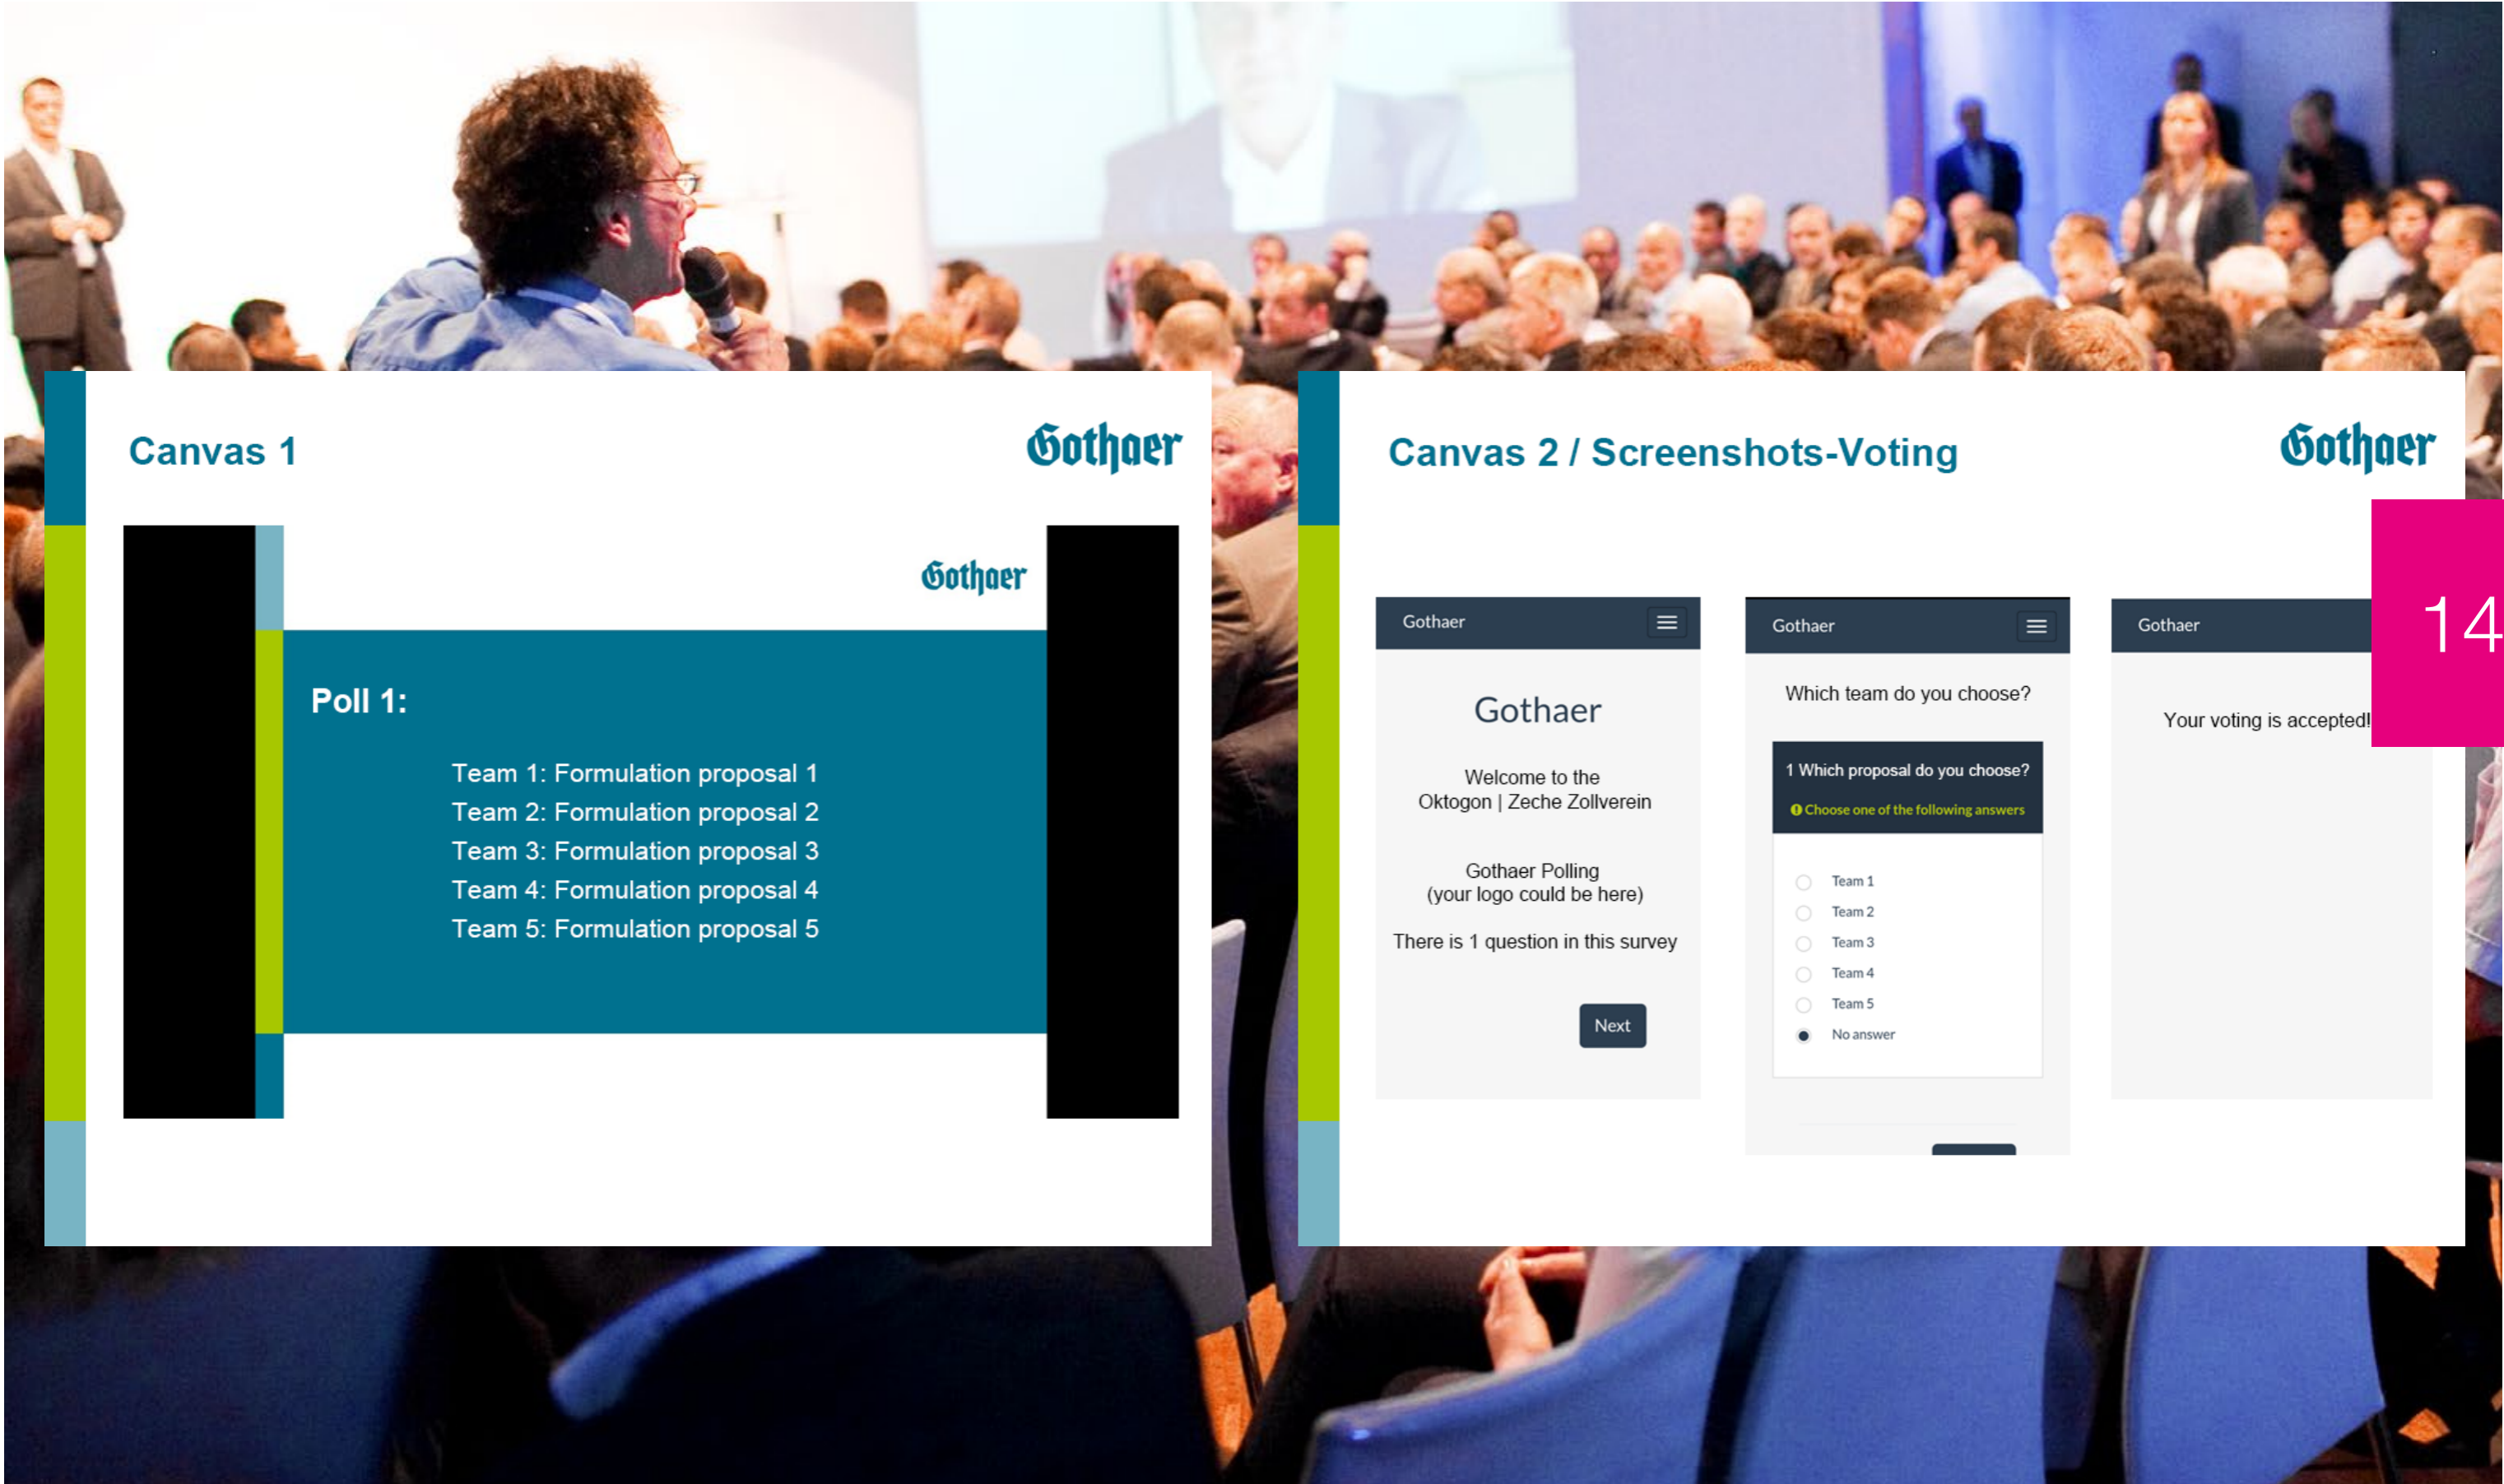 Canvas 1
Gothaer
Gothaer
Poll 1:
Team 1: Formulation proposal 1
Team 2: Formulation proposal 2
Team 3: Formulation proposal 3
Team 4: Formulation proposal 4
Team 5: Formulation proposal 5
Canvas 2 / Screenshots-Voting
Gothaer
Gothaer
Gothaer
Welcome to the
Oktogon | Zeche Zollverein
Gothaer Polling
(your logo could be here)
There is 1 question in this survey
Next
Gothaer
Which team do you choose?
1 Which proposal do you choose?
Choose one of the following answers
Team 1
Team 2
Team 3
Team 4
Team 5
No answer
Gothaer
Your voting is accepted!
14